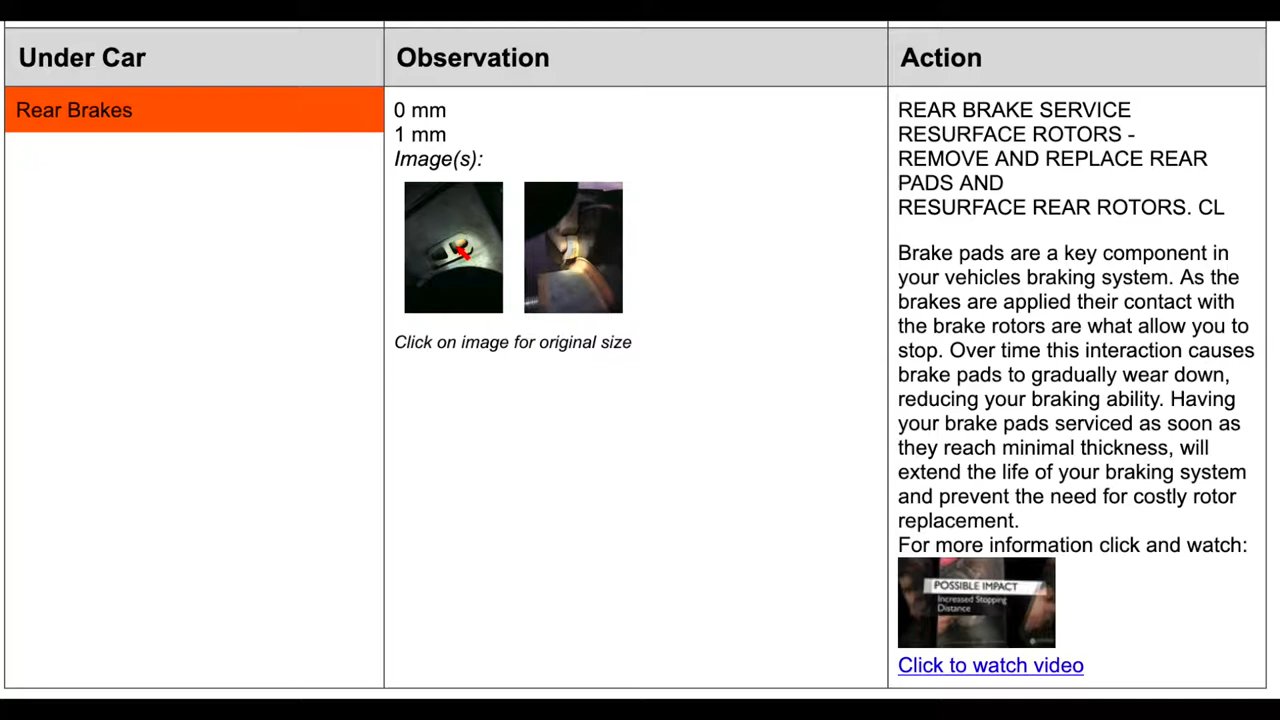 Under Car
Observation
Action
Rear Brakes
0 mm
1 mm
Image(s):
Click on image for original size
REAR BRAKE SERVICE
RESURFACE ROTORS -
REMOVE AND REPLACE REAR
PADS AND
RESURFACE REAR ROTORS. CL
Brake pads are a key component in
your vehicles braking system. As the
brakes are applied their contact with
the brake rotors are what allow you to
stop. Over time this interaction causes
brake pads to gradually wear down,
reducing your braking ability. Having
your brake pads serviced as soon as
they reach minimal thickness, will
extend the life of your braking system
and prevent the need for costly rotor
replacement.
For more information click and watch:
POSSIBLE IMPACT
Increased Stopping
Distance
Click to watch video